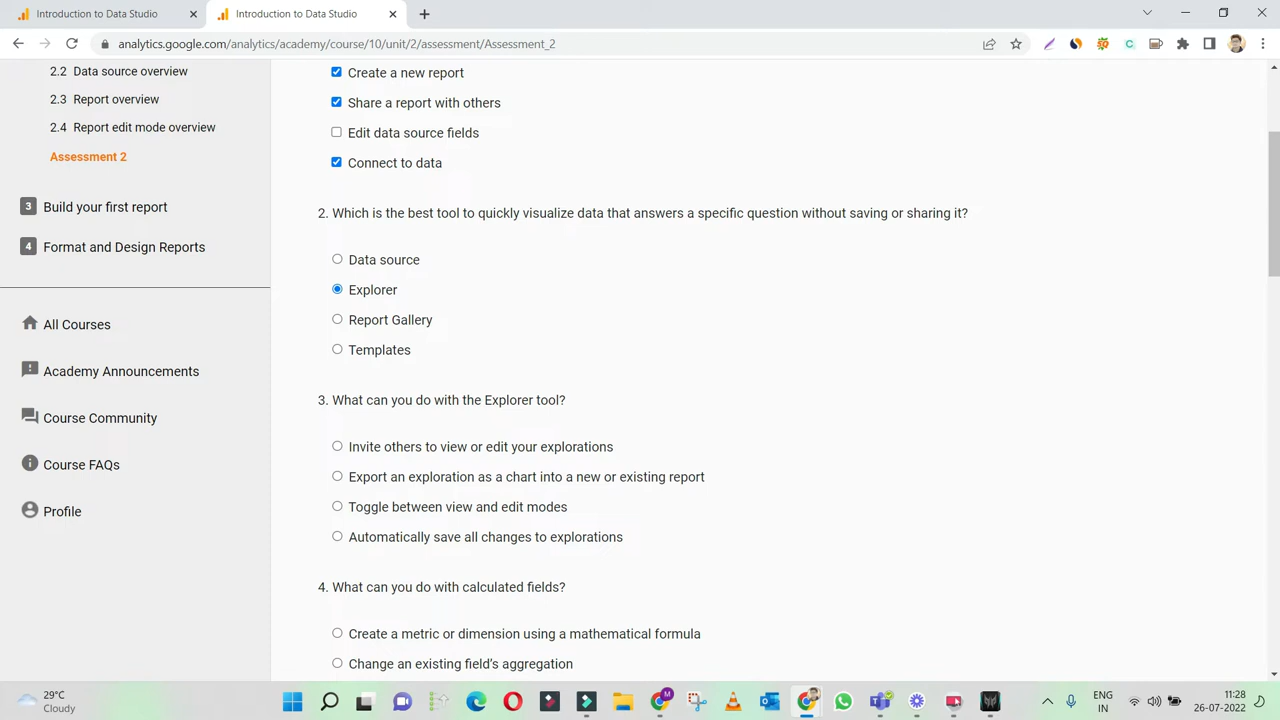 Introduction to Data Studio
Introduction to Data Studio
analytics.google.com/analytics/academy/course/10/unit/2/assessment/Assessment_2
2.2 Data source overview
2.3 Report overview
2.4 Report edit mode overview
Assessment 2
3 Build your first report
4 Format and Design Reports
All Courses
Academy Announcements
Course Community
Course FAQs
Profile
Create a new report
Share a report with others
Edit data source fields
Connect to data
2. Which is the best tool to quickly visualize data that answers a specific question without saving or sharing it?
Data source
Explorer
Report Gallery
Templates
3. What can you do with the Explorer tool?
Invite others to view or edit your explorations
Export an exploration as a chart into a new or existing report
Toggle between view and edit modes
Automatically save all changes to explorations
4. What can you do with calculated fields?
Create a metric or dimension using a mathematical formula
Change an existing field's aggregation
29°C
Cloudy
M
ENG
IN
11:28
26-07-2022